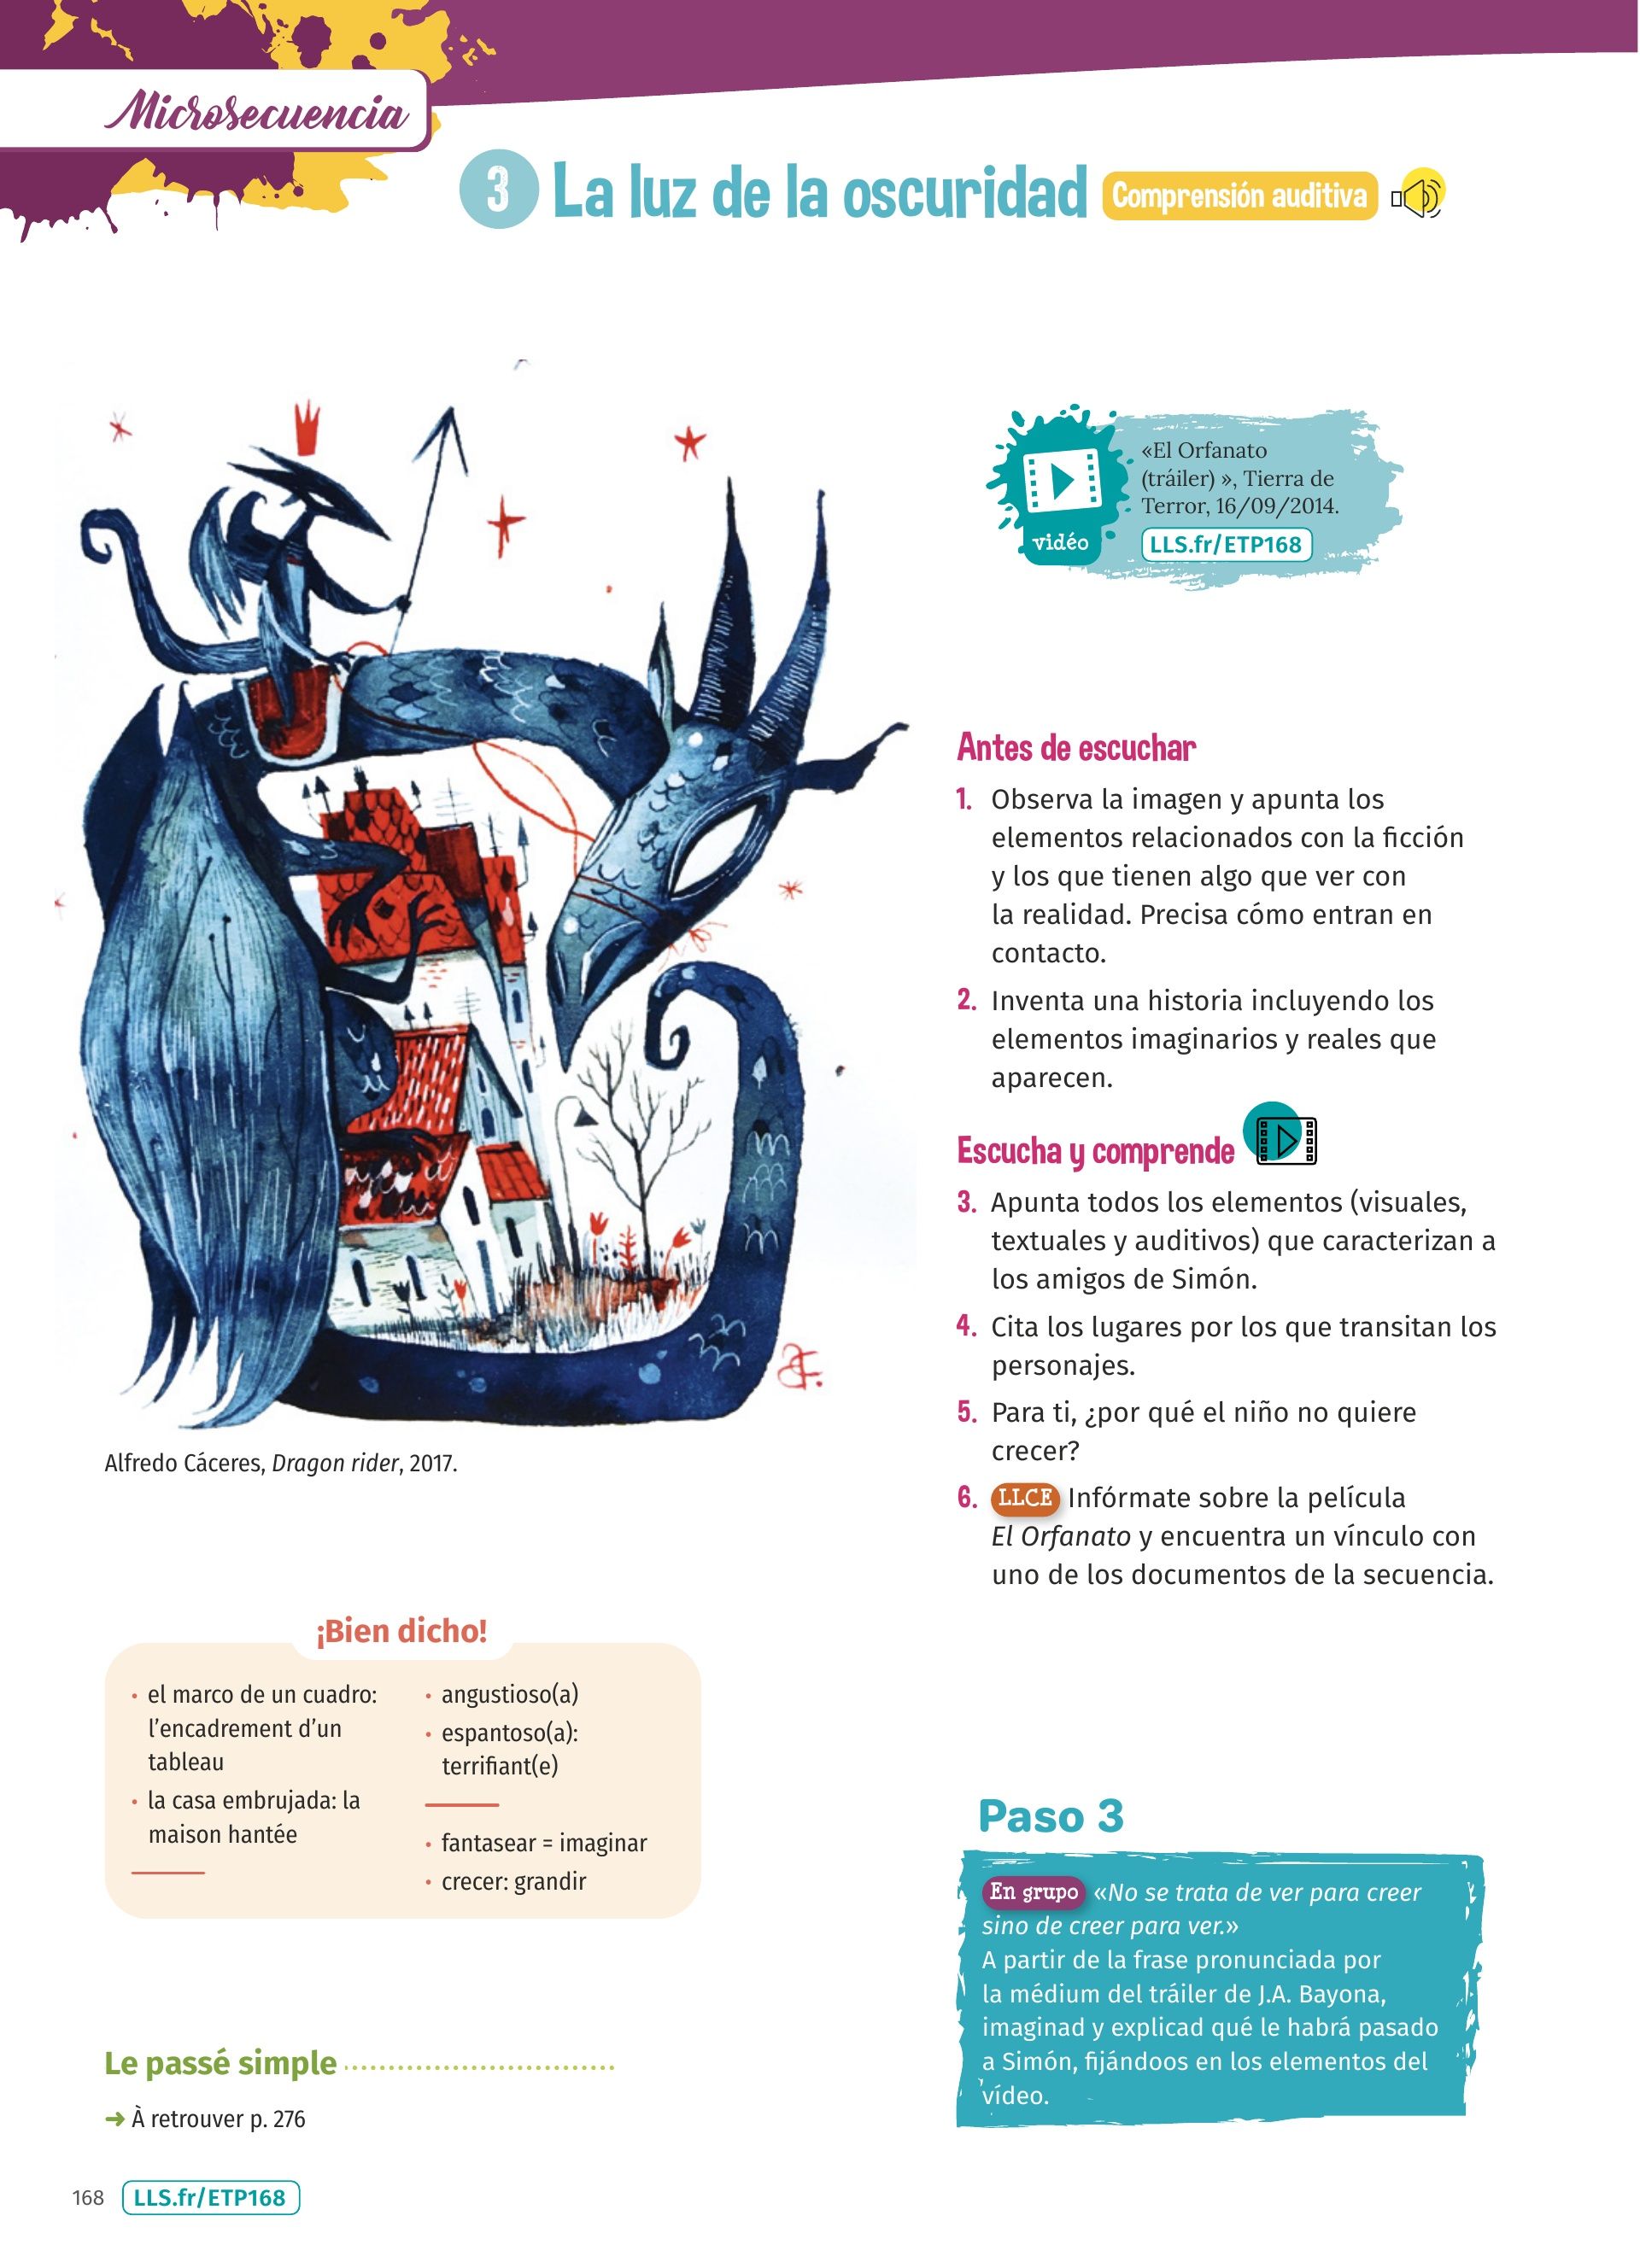 Microsecuencia
3 La luz de la oscuridad Comprensión auditiva
«El Orfanato
(tráiler) », Tierra de
Terror, 16/09/2014.
vidéo
LLS.fr/ETP168
Alfredo Cáceres, Dragon rider, 2017.
Antes de escuchar
1. Observa la imagen y apunta los
elementos relacionados con la ficción
y los que tienen algo que ver con
la realidad. Precisa cómo entran en
contacto.
2. Inventa una historia incluyendo los
elementos imaginarios y reales que
aparecen.
Escucha y comprende
3. Apunta todos los elementos (visuales,
textuales y auditivos) que caracterizan a
los amigos de Simón.
4. Cita los lugares por los que transitan los
personajes.
5. Para ti, ¿por qué el niño no quiere
crecer?
6. LLCE Infórmate sobre la película
El Orfanato y encuentra un vínculo con
uno de los documentos de la secuencia.
¡Bien dicho!
• el marco de un cuadro:
l’encadrement d’un
tableau
• la casa embrujada: la
maison hantée
• angustioso(a)
• espantoso(a):
terrifiant(e)
• fantasear = imaginar
• crecer: grandir
Le passé simple
➜ À retrouver p. 276
Paso 3
En grupo «No se trata de ver para creer
sino de creer para ver.»
A partir de la frase pronunciada por
la médium del tráiler de J.A. Bayona,
imaginad y explicad qué le habrá pasado
a Simón, fijándoos en los elementos del
vídeo.
168 LLS.fr/ETP168